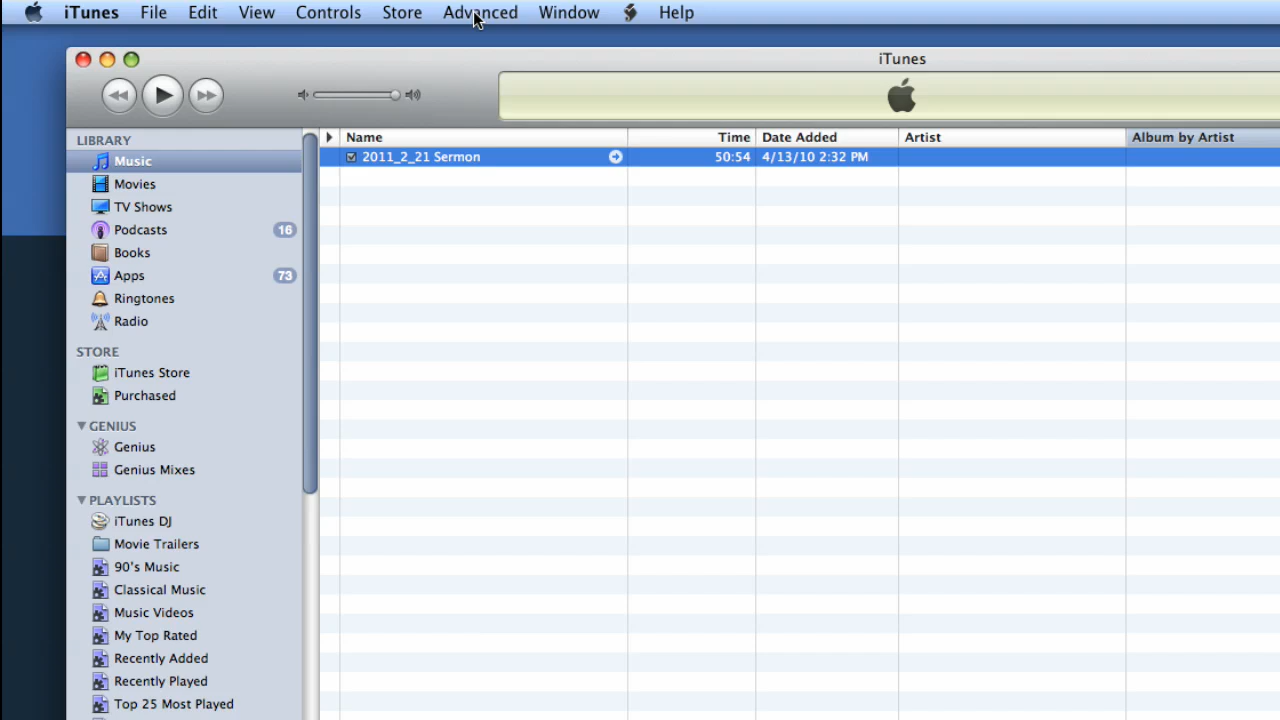 iTunes File Edit View Controls Store Advanced Window Help
iTunes
LIBRARY
Music
Movies
TV Shows
Podcasts 16
Books
Apps 73
Ringtones
Radio
STORE
iTunes Store
Purchased
GENIUS
Genius
Genius Mixes
PLAYLISTS
iTunes DJ
Movie Trailers
90's Music
Classical Music
Music Videos
My Top Rated
Recently Added
Recently Played
Top 25 Most Played
Name Time Date Added Artist Album by Artist
2011_2_21 Sermon 50:54 4/13/10 2:32 PM